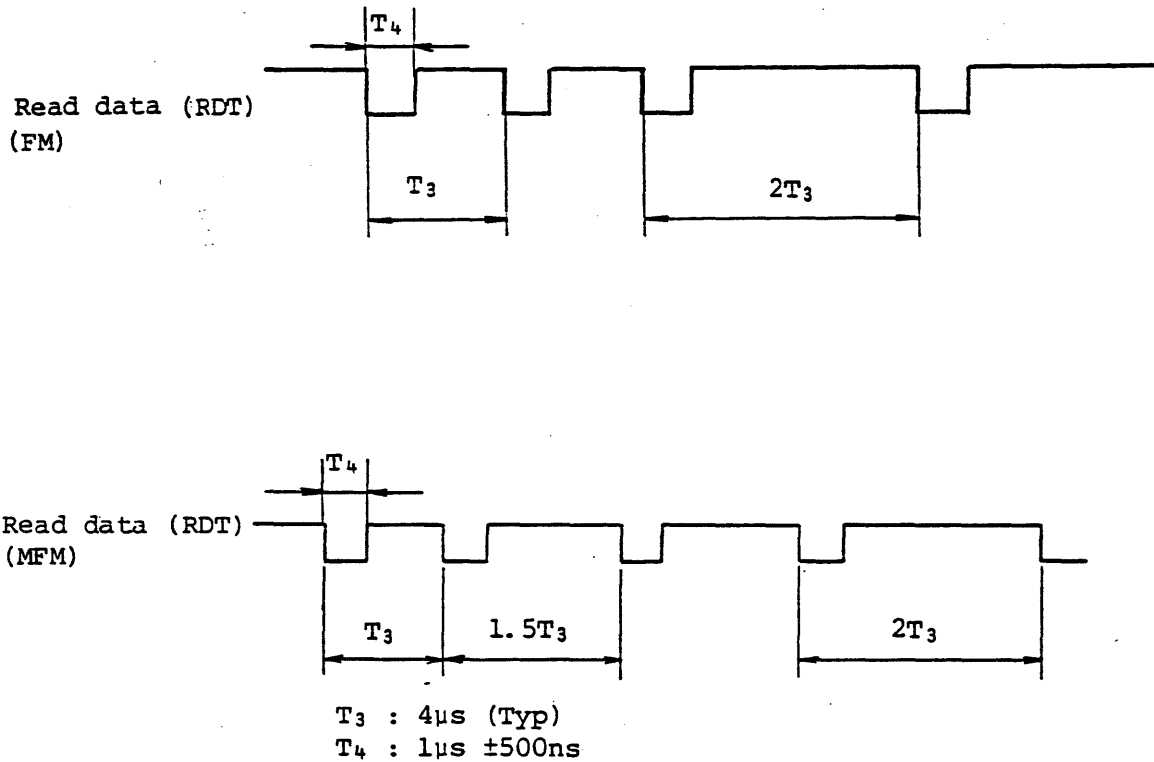 T₄
Read data (RDT)
(FM)
T₃
2T₃
T₄
Read data (RDT)
(MFM)
T₃
1.5T₃
2T₃
T₃ : 4μs (Typ)
T₄ : 1μs ±500ns